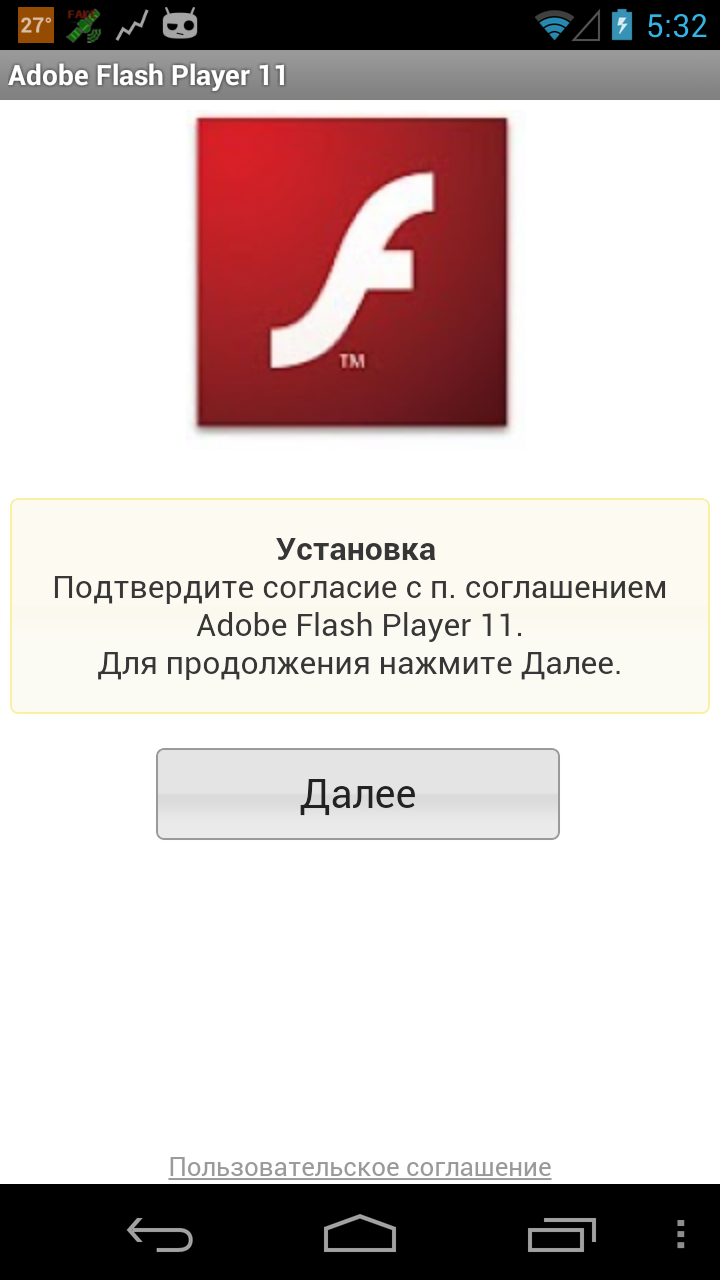 27°
FAKE
5:32
Adobe Flash Player 11
TM
Установка
Подтвердите согласие с п. соглашением
Adobe Flash Player 11.
Для продолжения нажмите Далее.
Далее
Пользовательское соглашение